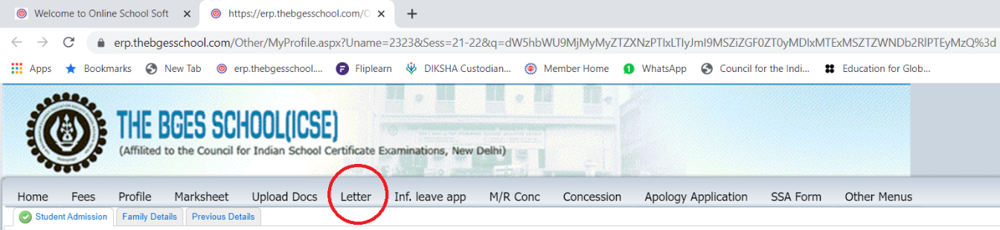 Welcome to Online School Soft
https://erp.thebgesschool.com/O
erp.thebgesschool.com/Other/MyProfile.aspx?Uname=2323&Sess=21-22&q=dW5hbWU9MjMyMyZTZXNzPTIxLTIyJml9MSZiZGF0ZT0yMDIxMTExMSZTZWNDb2RlPTEyMzQ%3d
Apps Bookmarks New Tab erp.thebgesschool.... Fliplearn DIKSHA Custodian... Member Home 1 WhatsApp Council for the Indi... Education for Glob...
THE BGES SCHOOL(ICSE)
(Affilited to the Council for Indian School Certificate Examinations, New Delhi)
Home Fees Profile Marksheet Upload Docs Letter Inf. leave app M/R Conc Concession Apology Application SSA Form Other Menus
Student Admission Family Details Previous Details